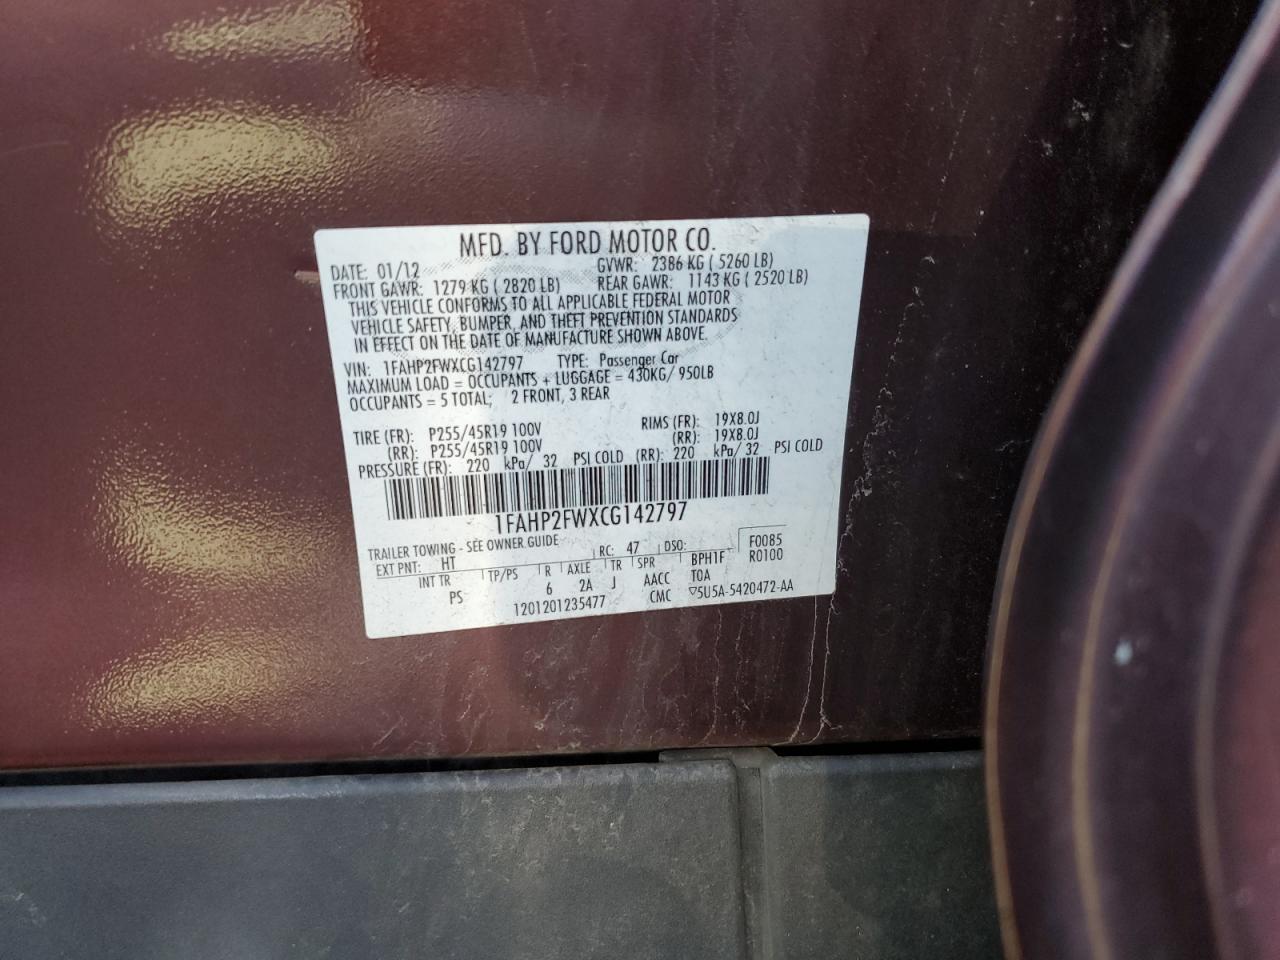 MFD. BY FORD MOTOR CO.
DATE: 01/12 GVWR: 2386 KG ( 5260 LB)
FRONT GAWR: 1279 KG ( 2820 LB) REAR GAWR: 1143 KG ( 2520 LB)
THIS VEHICLE CONFORMS TO ALL APPLICABLE FEDERAL MOTOR
VEHICLE SAFETY, BUMPER, AND THEFT PREVENTION STANDARDS
IN EFFECT ON THE DATE OF MANUFACTURE SHOWN ABOVE.
VIN: 1FAHP2FWXCG142797 TYPE: Passenger Car
MAXIMUM LOAD = OCCUPANTS + LUGGAGE = 430KG/ 950LB
OCCUPANTS = 5 TOTAL; 2 FRONT, 3 REAR
TIRE (FR): P255/45R19 100V RIMS (FR): 19X8.0J
(RR): P255/45R19 100V (RR): 19X8.0J
PRESSURE (FR): 220 kPa/ 32 PSI COLD (RR): 220 kPa/ 32 PSI COLD
1FAHP2FWXCG142797
TRAILER TOWING - SEE OWNER GUIDE F0085
EXT PNT: HT RC: 47 DSO: R0100
INT TR TP/PS R AXLE TR SPR BPH1F
PS 6 2A J AACC TOA
1201201235477 CMC ▽5U5A-5420472-AA